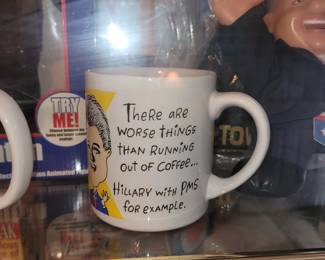 TRY
ME!
THERE ARE
WORSE THINGS
THAN RUNNING
OUT OF COFFEE...
HILLARY WITH PMS
FOR EXAMPLE.